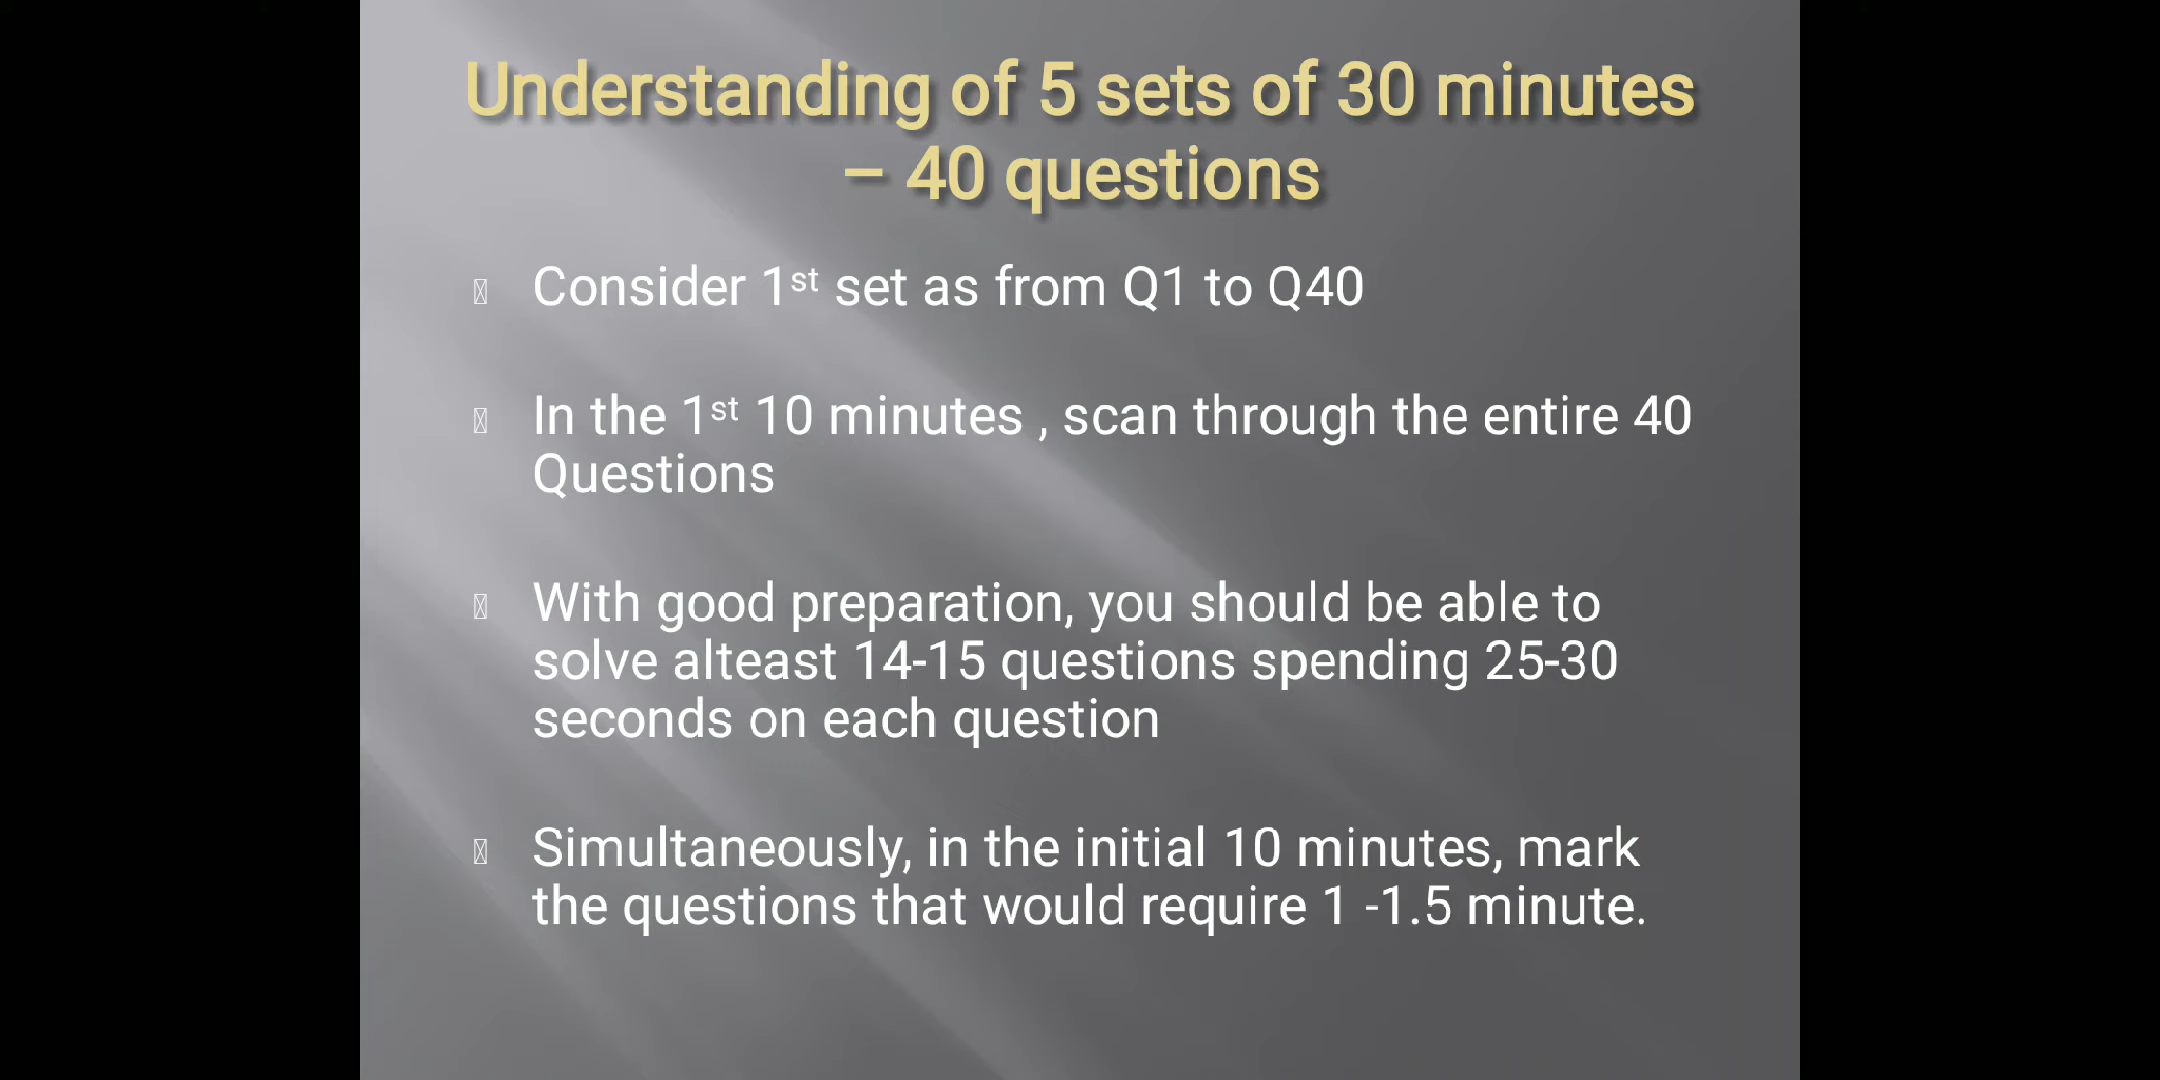 Understanding of 5 sets of 30 minutes
– 40 questions
Consider 1st set as from Q1 to Q40
In the 1st 10 minutes , scan through the entire 40
Questions
With good preparation, you should be able to
solve alteast 14-15 questions spending 25-30
seconds on each question
Simultaneously, in the initial 10 minutes, mark
the questions that would require 1 -1.5 minute.